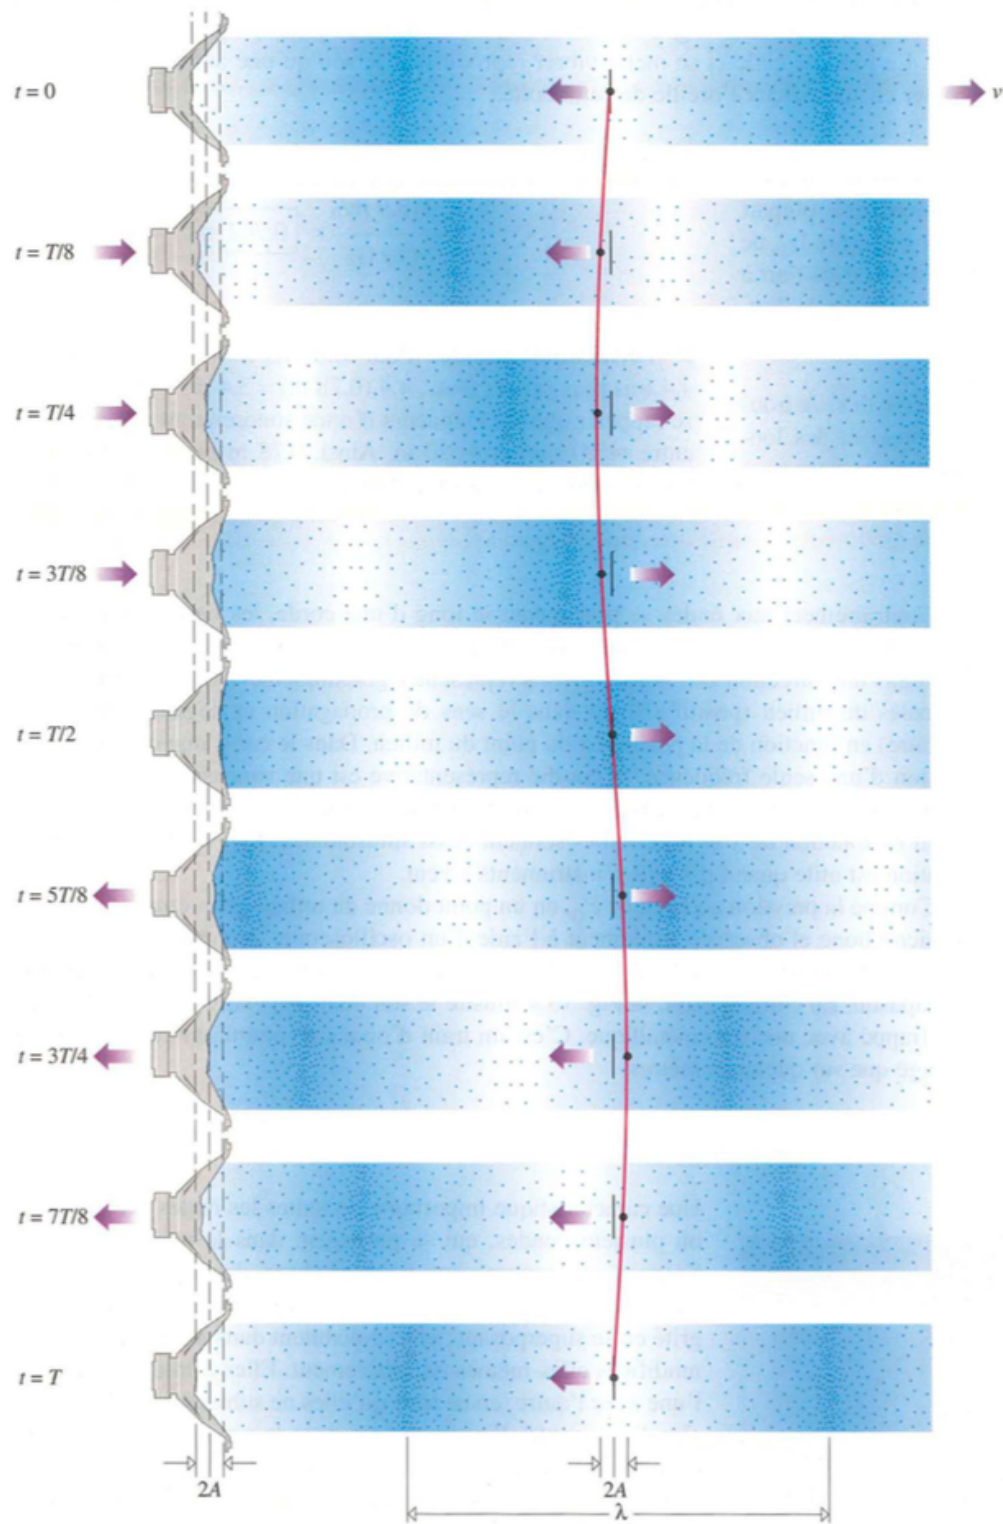 t = 0
v
t = T/8
t = T/4
t = 3T/8
t = T/2
t = 5T/8
t = 3T/4
t = 7T/8
t = T
2A
2A
λ